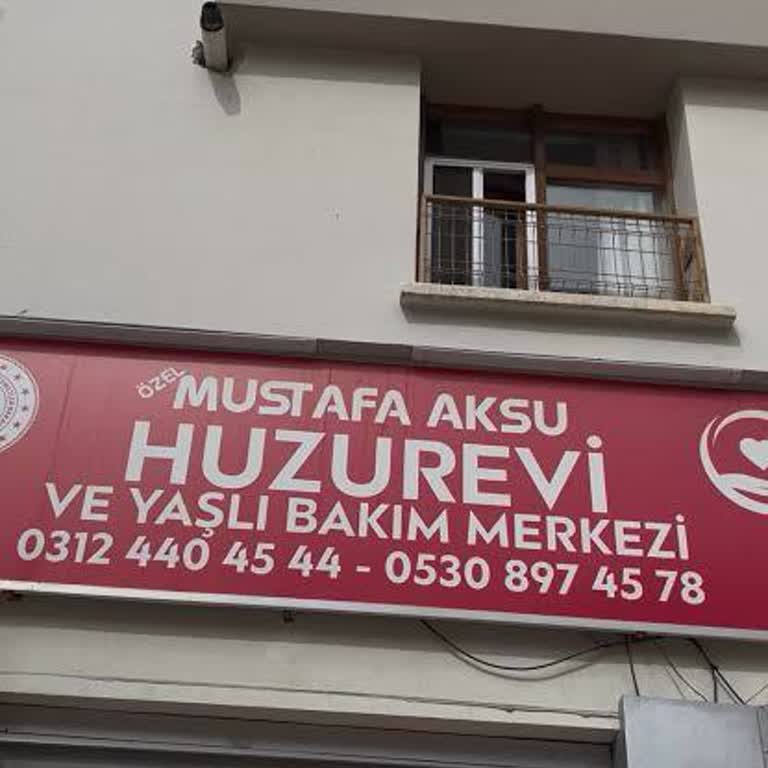 ÖZEL
MUSTAFA AKSU
HUZUREVİ
VE YAŞLI BAKIM MERKEZİ
0312 440 45 44 - 0530 897 45 78